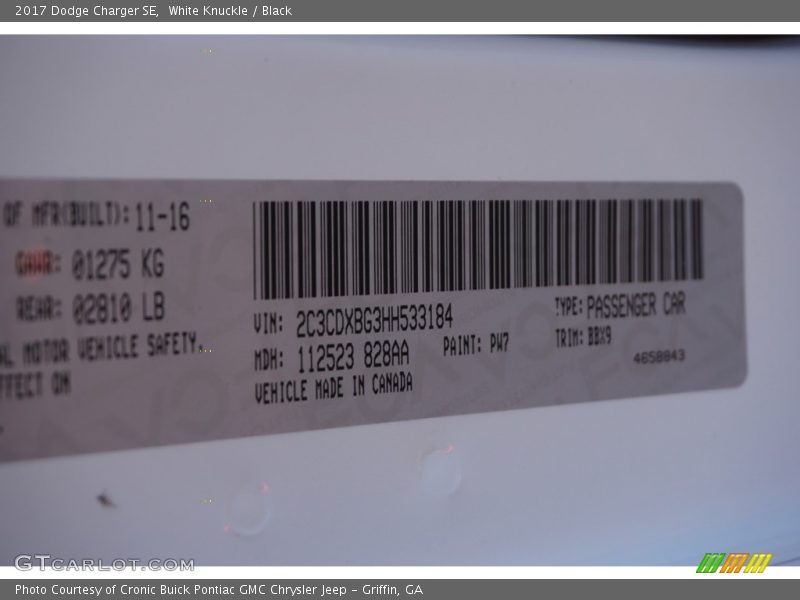 2017 Dodge Charger SE, White Knuckle / Black
OF MFR(BUILT): 11-16
GAWR: 01275 KG
REAR: 02810 LB
AL MOTOR VEHICLE SAFETY.
FFECT ON
VIN: 2C3CDXBG3HH533184
TYPE: PASSENGER CAR
MDH: 112523 828AA
PAINT: PW7
TRIM: BBX9
VEHICLE MADE IN CANADA
4658843
GTCARLOT.COM
Photo Courtesy of Cronic Buick Pontiac GMC Chrysler Jeep - Griffin, GA